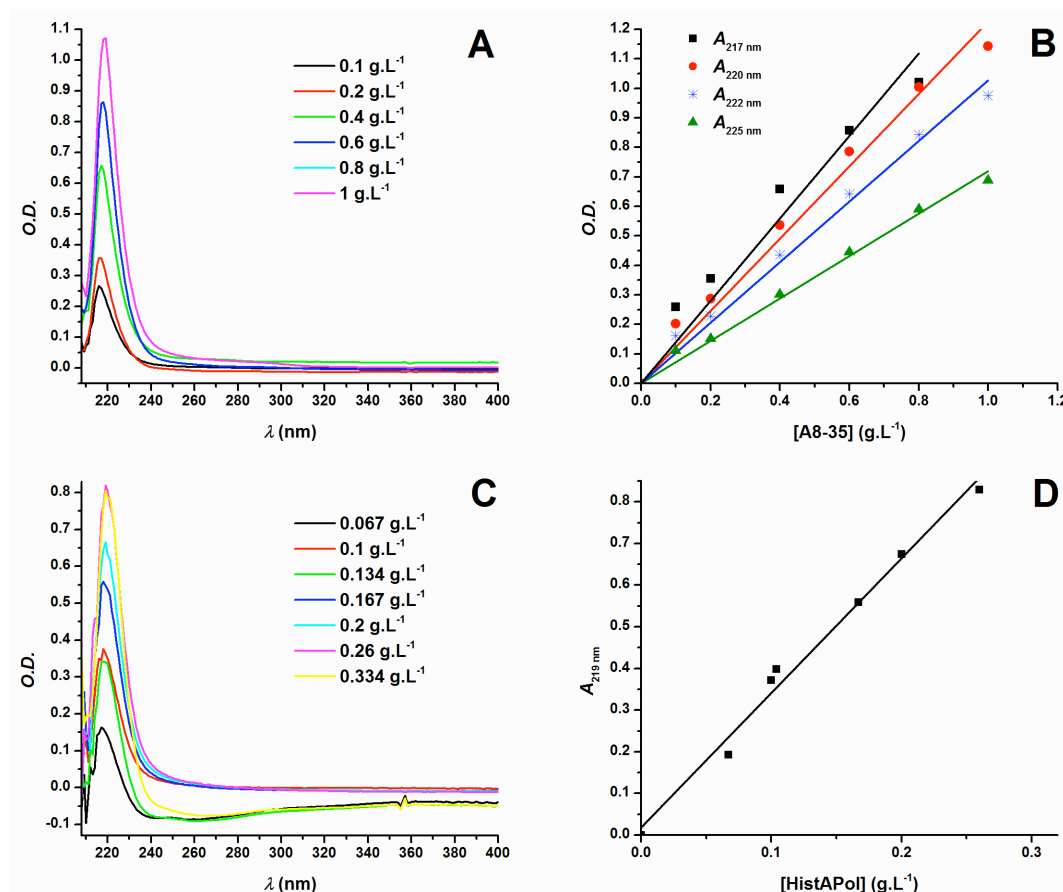 A
O.D.
1.1
1.0
0.9
0.8
0.7
0.6
0.5
0.4
0.3
0.2
0.1
0.0
0.1 g.L⁻¹
0.2 g.L⁻¹
0.4 g.L⁻¹
0.6 g.L⁻¹
0.8 g.L⁻¹
1 g.L⁻¹
220 240 260 280 300 320 340 360 380 400
λ (nm)
B
O.D.
1.2
1.1
1.0
0.9
0.8
0.7
0.6
0.5
0.4
0.3
0.2
0.1
0.0
A217 nm
A220 nm
A222 nm
A225 nm
0.0 0.2 0.4 0.6 0.8 1.0 1.2
[A8-35] (g.L⁻¹)
C
O.D.
0.8
0.7
0.6
0.5
0.4
0.3
0.2
0.1
0.0
-0.1
0.067 g.L⁻¹
0.1 g.L⁻¹
0.134 g.L⁻¹
0.167 g.L⁻¹
0.2 g.L⁻¹
0.26 g.L⁻¹
0.334 g.L⁻¹
220 240 260 280 300 320 340 360 380 400
λ (nm)
D
A219 nm
0.8
0.7
0.6
0.5
0.4
0.3
0.2
0.1
0.0
0.0 0.1 0.2 0.3
[HistAPol] (g.L⁻¹)